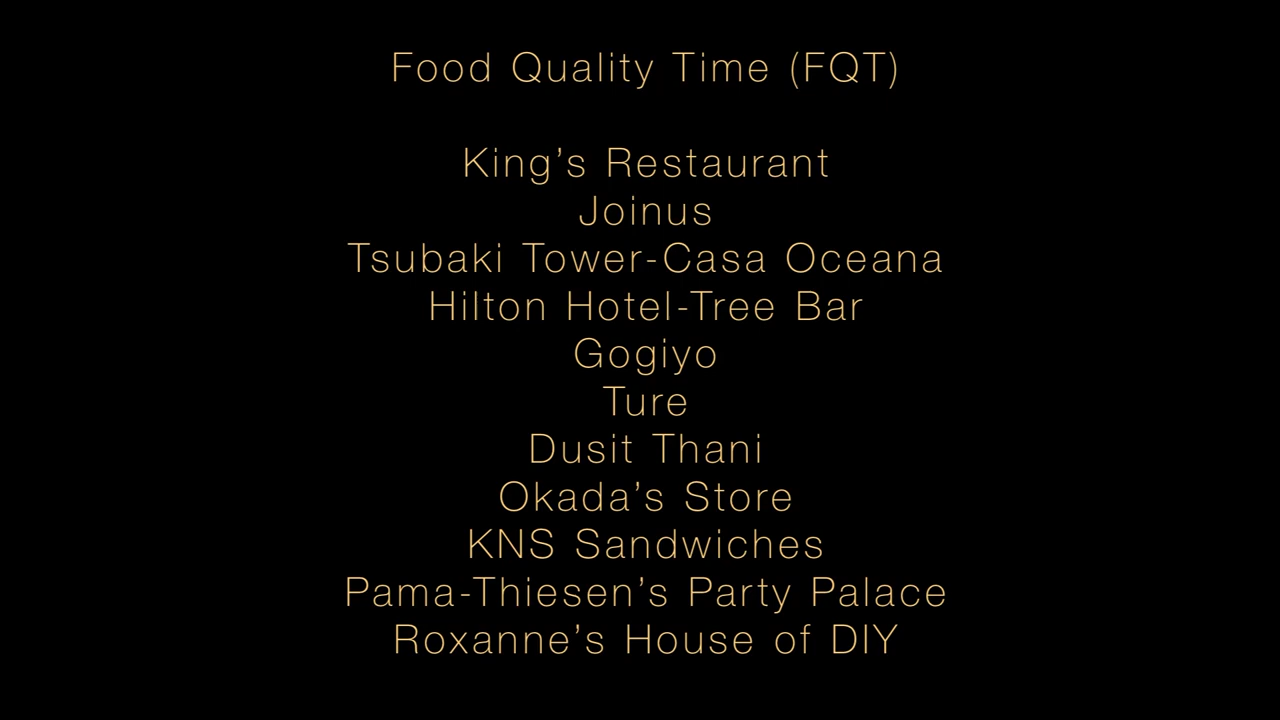 Food Quality Time (FQT)
King’s Restaurant
Joinus
Tsubaki Tower-Casa Oceana
Hilton Hotel-Tree Bar
Gogiyo
Ture
Dusit Thani
Okada’s Store
KNS Sandwiches
Pama-Thiesen’s Party Palace
Roxanne’s House of DIY